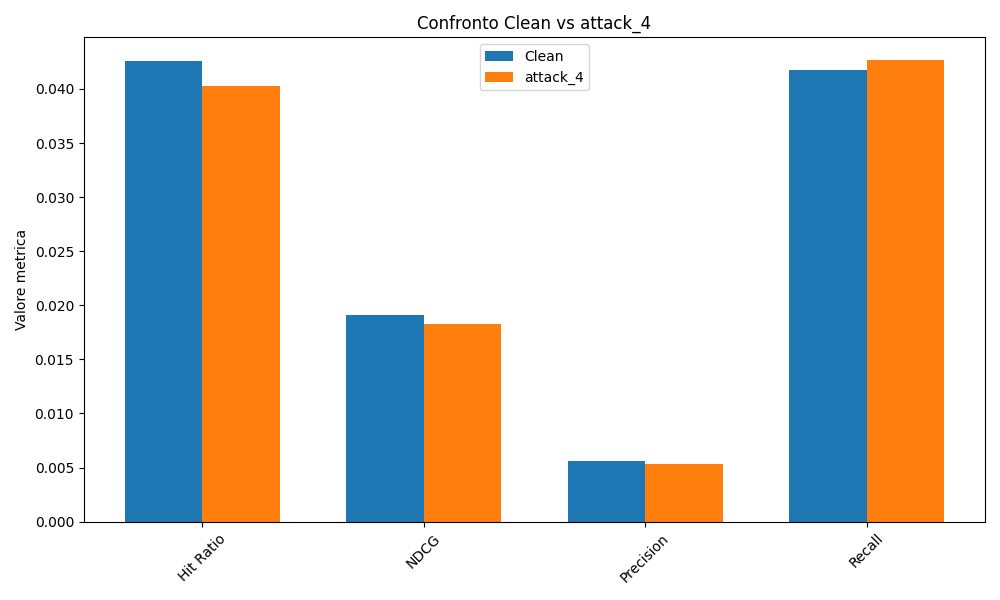 Confronto Clean vs attack_4
Clean
attack_4
Valore metrica
0.040
0.035
0.030
0.025
0.020
0.015
0.010
0.005
0.000
Hit Ratio
NDCG
Precision
Recall